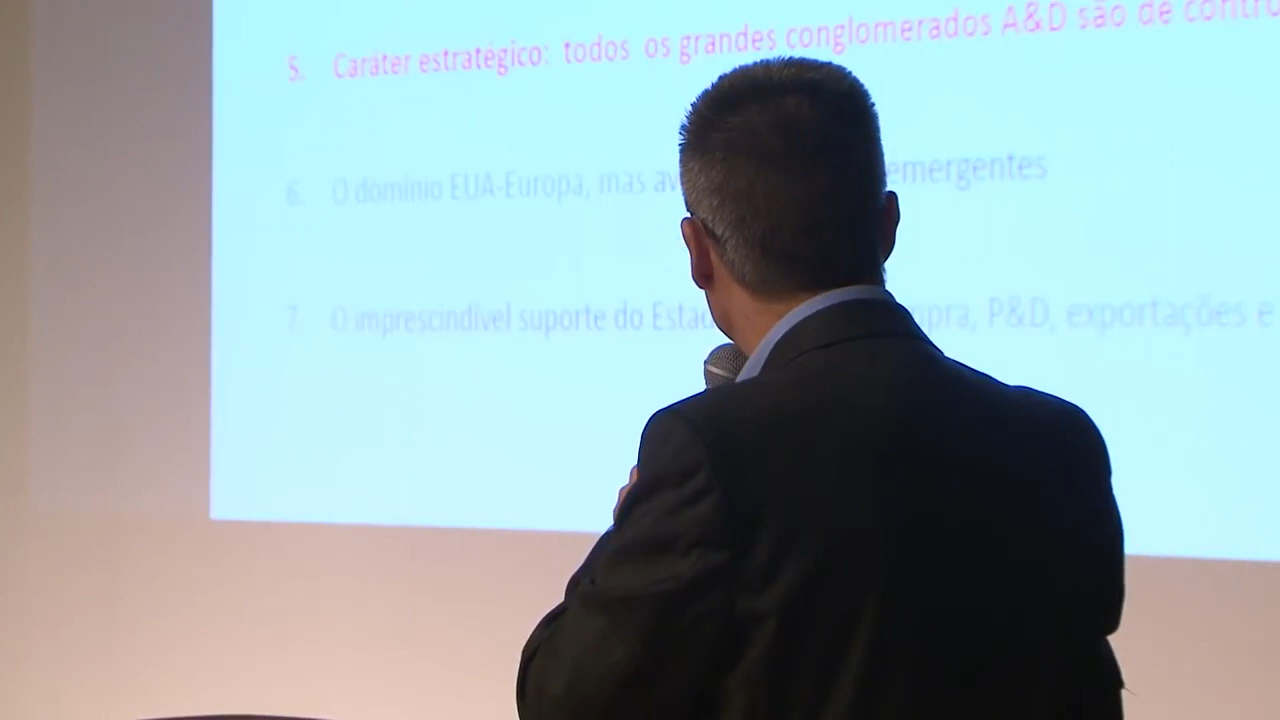 5. Caráter estratégico: todos os grandes conglomerados A&D são de
6. O domínio EUA-Europa, mas emergentes
7. O imprescindível suporte do P&D, exportações e